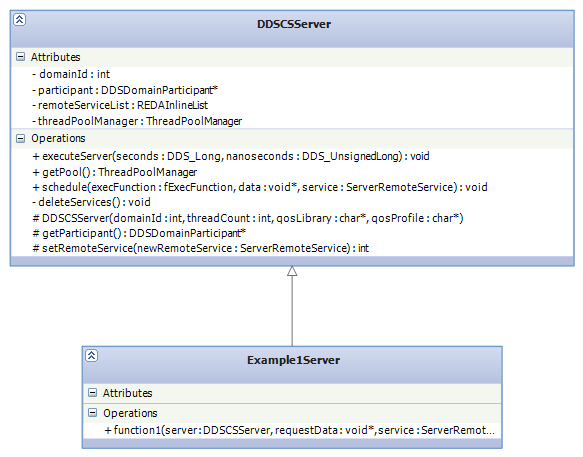 DDSCSServer
Attributes
- domainId : int
- participant : DDSDomainParticipant*
- remoteServiceList : REDAInlineList
- threadPoolManager : ThreadPoolManager
Operations
+ executeServer(seconds : DDS_Long, nanoseconds : DDS_UnsignedLong) : void
+ getPool() : ThreadPoolManager
+ schedule(execFunction : fExecFunction, data : void*, service : ServerRemoteService) : void
- deleteServices() : void
# DDSCSServer(domainId : int, threadCount : int, qosLibrary : char*, qosProfile : char*)
# getParticipant() : DDSDomainParticipant*
# setRemoteService(newRemoteService : ServerRemoteService) : int
Example1Server
Attributes
Operations
+ function1(server : DDSCSServer, requestData : void*, service : ServerRemot...